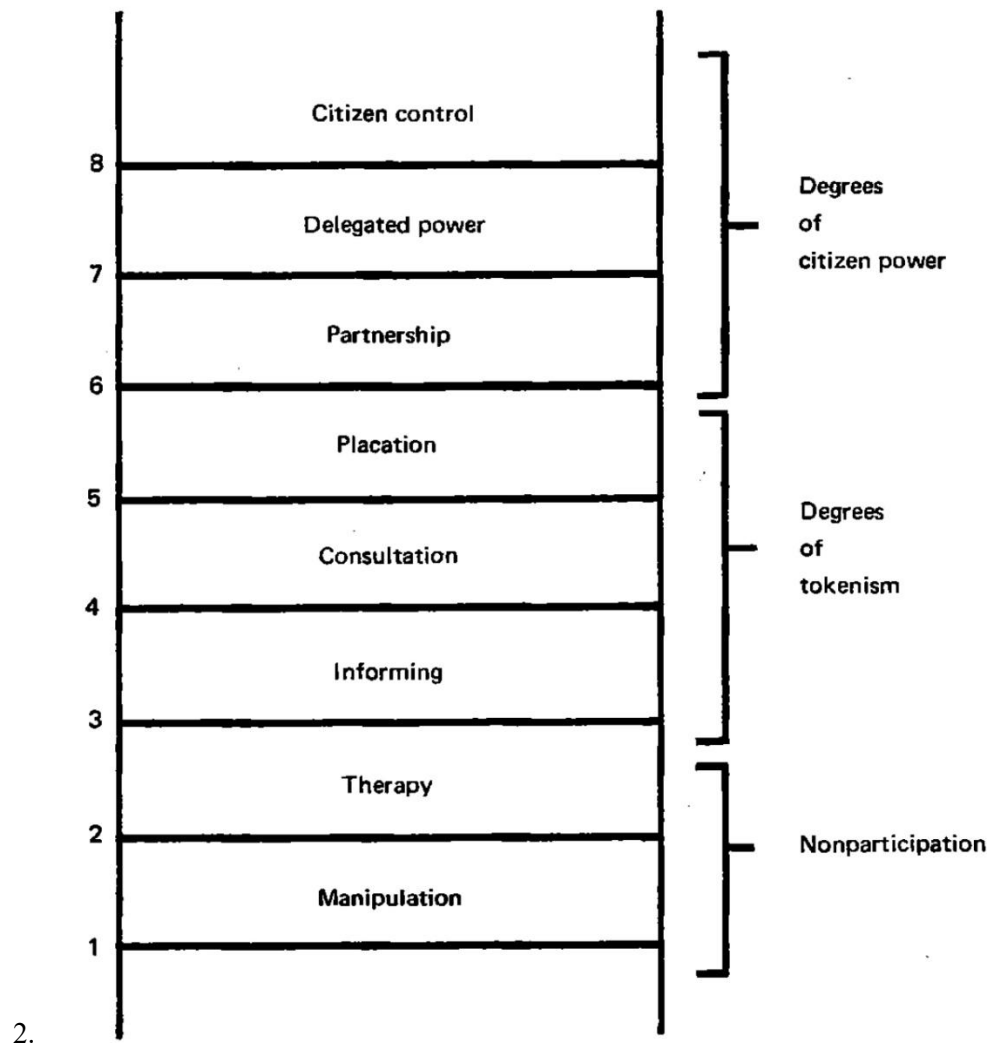 Citizen control
8
Delegated power
7
Partnership
6
Placation
5
Consultation
4
Informing
3
Therapy
2
Manipulation
1
Degrees
of
citizen power
Degrees
of
tokenism
Nonparticipation
2.